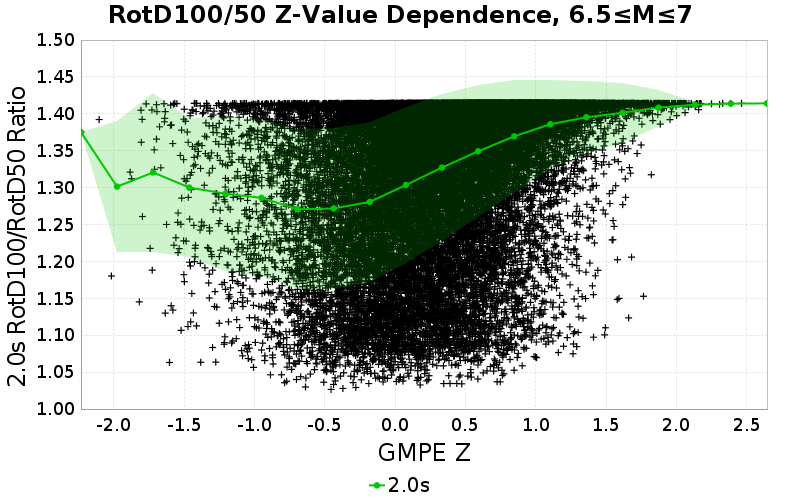 RotD100/50 Z-Value Dependence, 6.5≤M≤7
2.0s RotD100/RotD50 Ratio
1.50
1.45
1.40
1.35
1.30
1.25
1.20
1.15
1.10
1.05
1.00
-2.0 -1.5 -1.0 -0.5 0.0 0.5 1.0 1.5 2.0 2.5
GMPE Z
2.0s